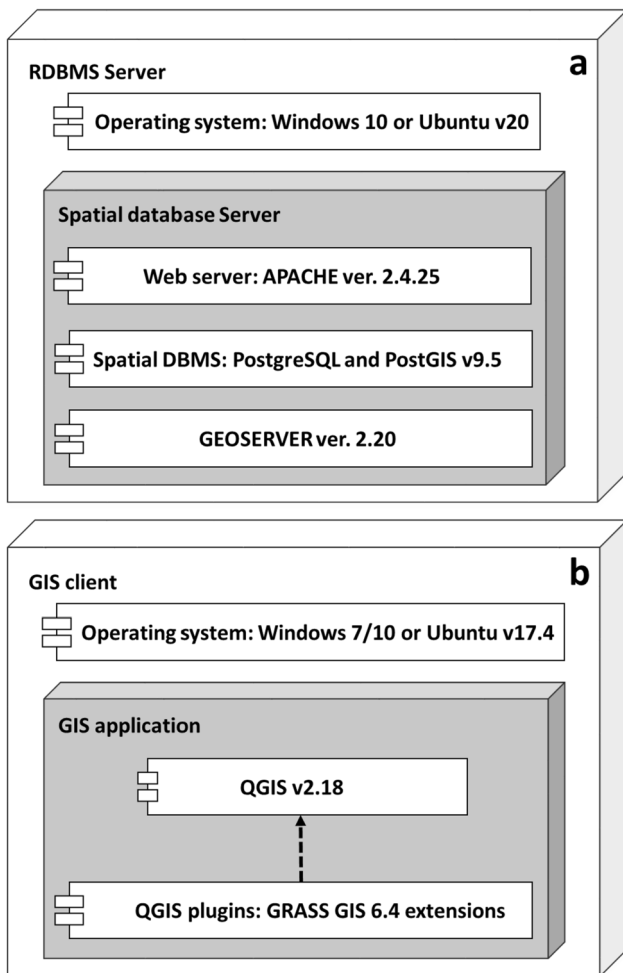 a
RDBMS Server
Operating system: Windows 10 or Ubuntu v20
Spatial database Server
Web server: APACHE ver. 2.4.25
Spatial DBMS: PostgreSQL and PostGIS v9.5
GEOSERVER ver. 2.20
b
GIS client
Operating system: Windows 7/10 or Ubuntu v17.4
GIS application
QGIS v2.18
QGIS plugins: GRASS GIS 6.4 extensions